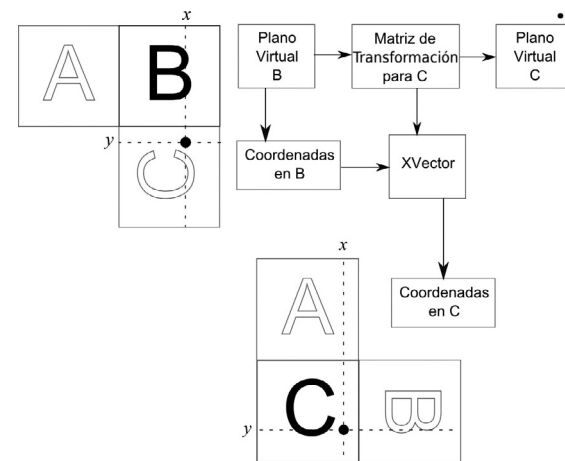 x
A
B
y
C
Plano
Virtual
B
Matriz de
Transformación
para C
Plano
Virtual
C
Coordenadas
en B
XVector
Coordenadas
en C
x
A
C
B
y